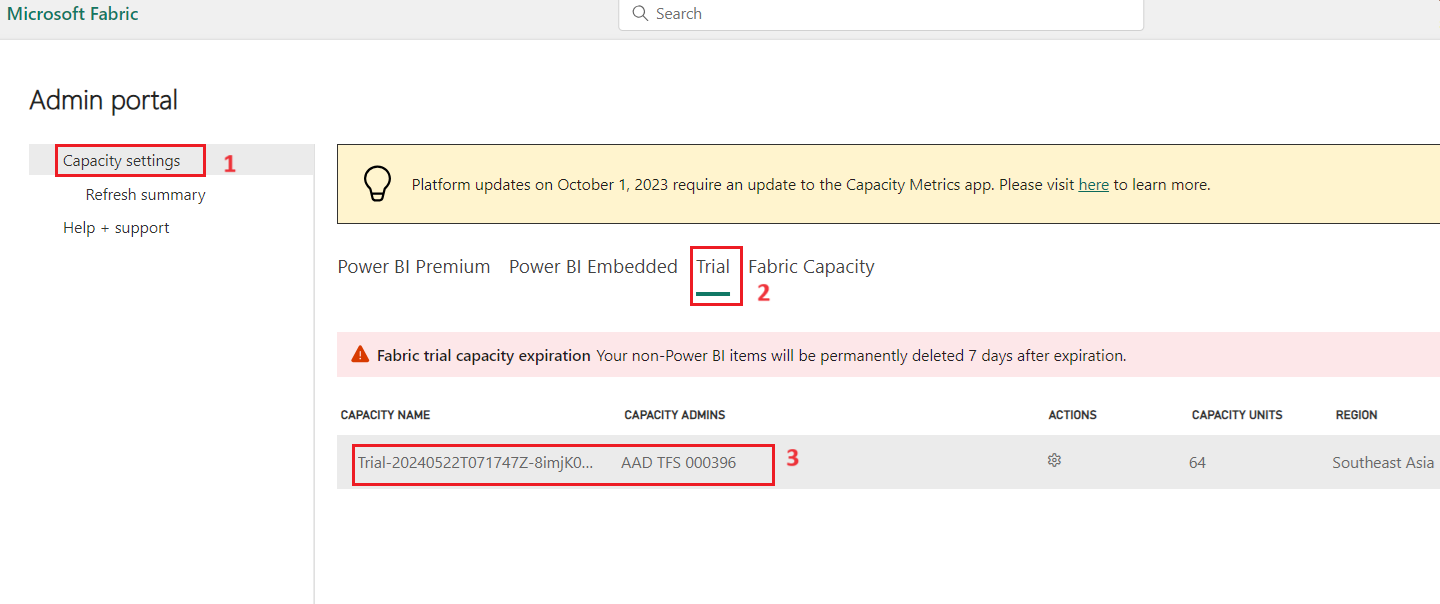 Microsoft Fabric
Search
Admin portal
Capacity settings
1
Refresh summary
Help + support
Platform updates on October 1, 2023 require an update to the Capacity Metrics app. Please visit here to learn more.
Power BI Premium
Power BI Embedded
Trial
Fabric Capacity
2
Fabric trial capacity expiration Your non-Power BI items will be permanently deleted 7 days after expiration.
CAPACITY NAME
CAPACITY ADMINS
ACTIONS
CAPACITY UNITS
REGION
Trial-20240522T071747Z-8imjK0...
AAD TFS 000396
3
64
Southeast Asia